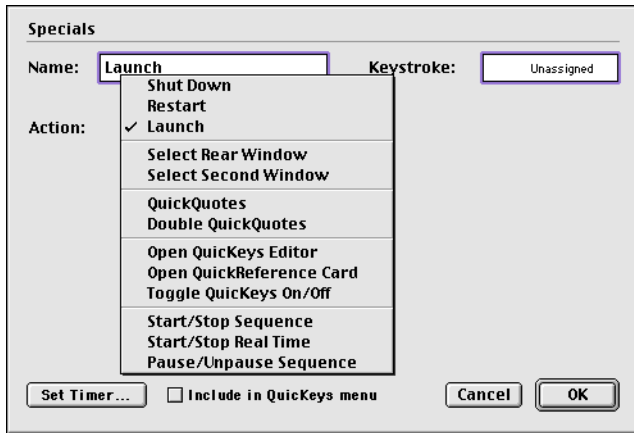 Specials
Name: Launch Keystroke: Unassigned
Shut Down
Restart
Action: ✓ Launch
Select Rear Window
Select Second Window
QuickQuotes
Double QuickQuotes
Open QuicKeys Editor
Open QuickReference Card
Toggle QuicKeys On/Off
Start/Stop Sequence
Start/Stop Real Time
Pause/Unpause Sequence
Set Timer... Include in QuicKeys menu Cancel OK